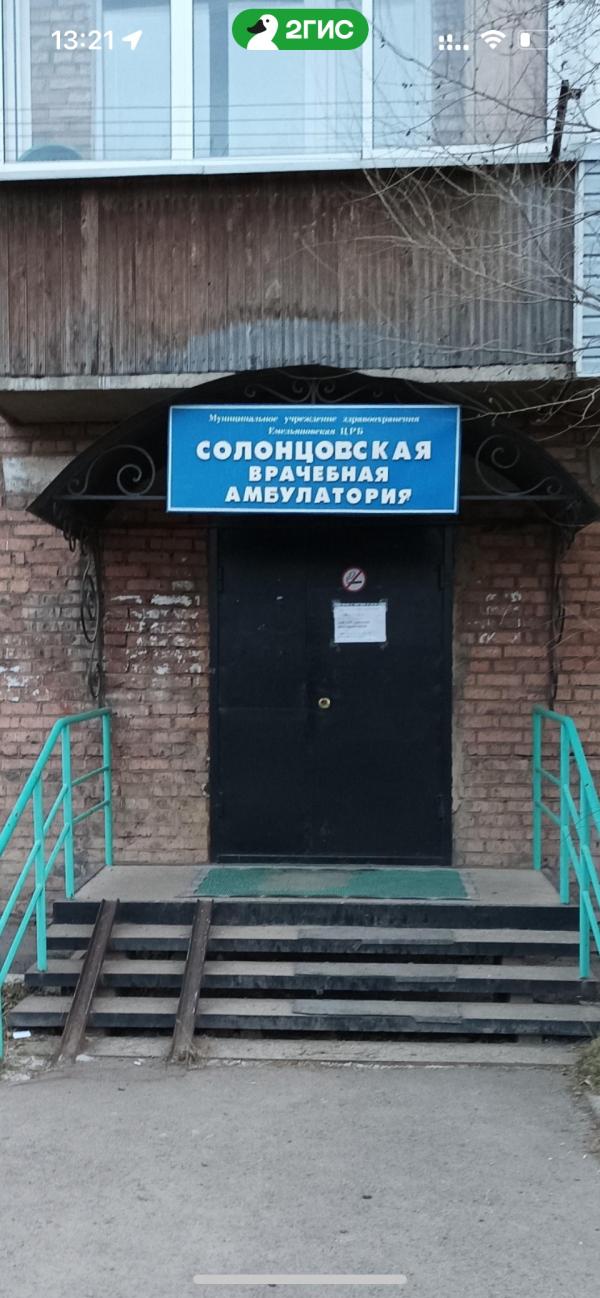 13:21
2ГИС
Муниципальное учреждение здравоохранения
Емельяновская ЦРБ
СОЛОНЦОВСКАЯ
ВРАЧЕБНАЯ
АМБУЛАТОРИЯ